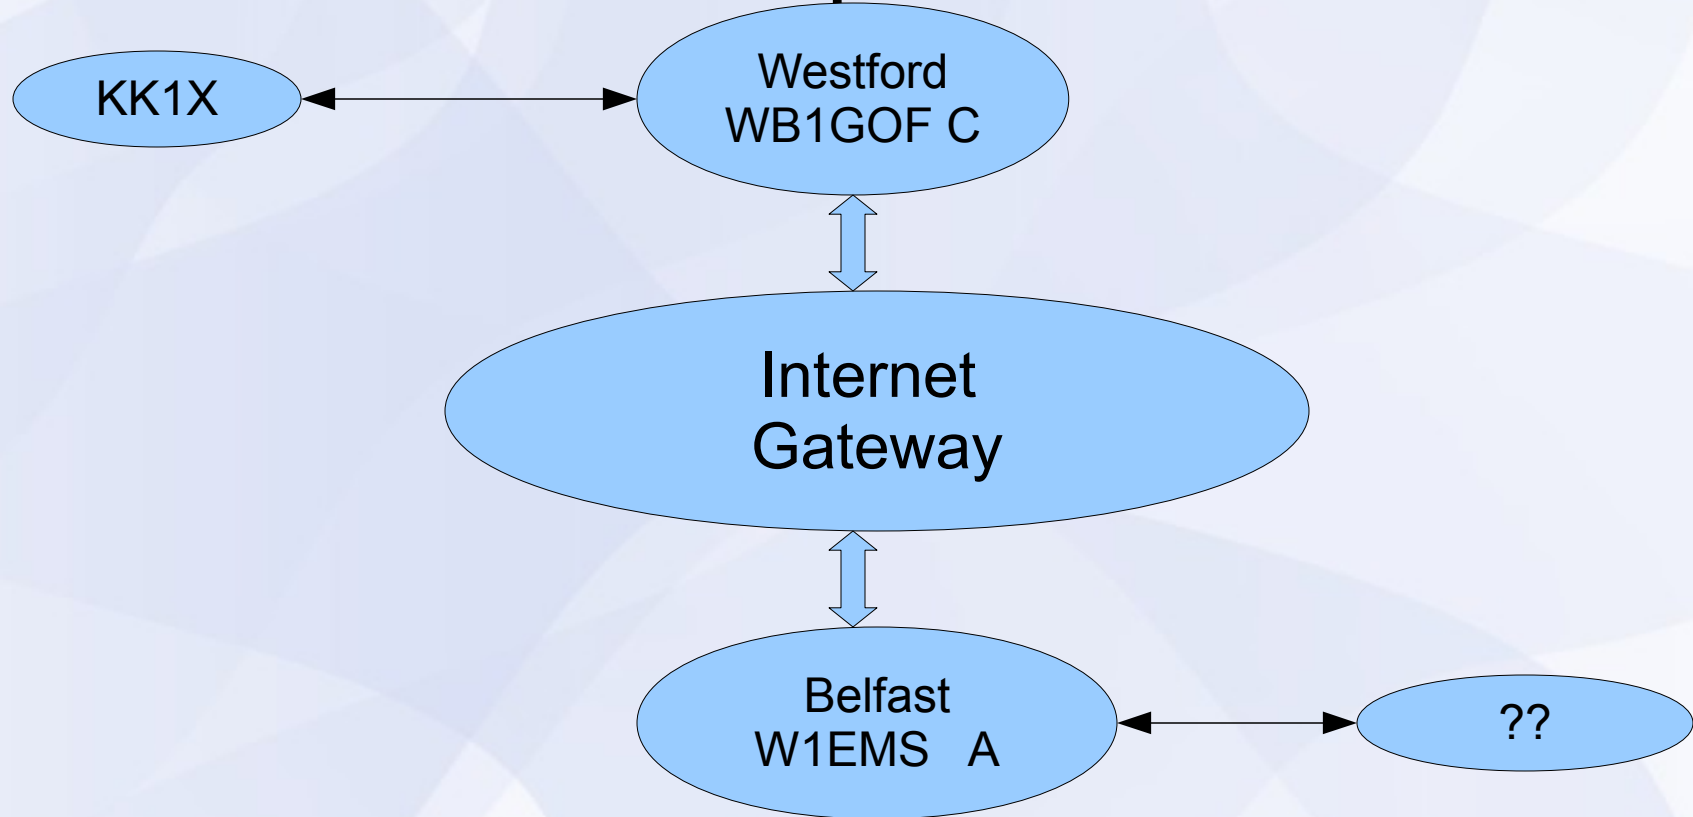 KK1X
Westford
WB1GOF C
Internet
Gateway
Belfast
W1EMS A
??